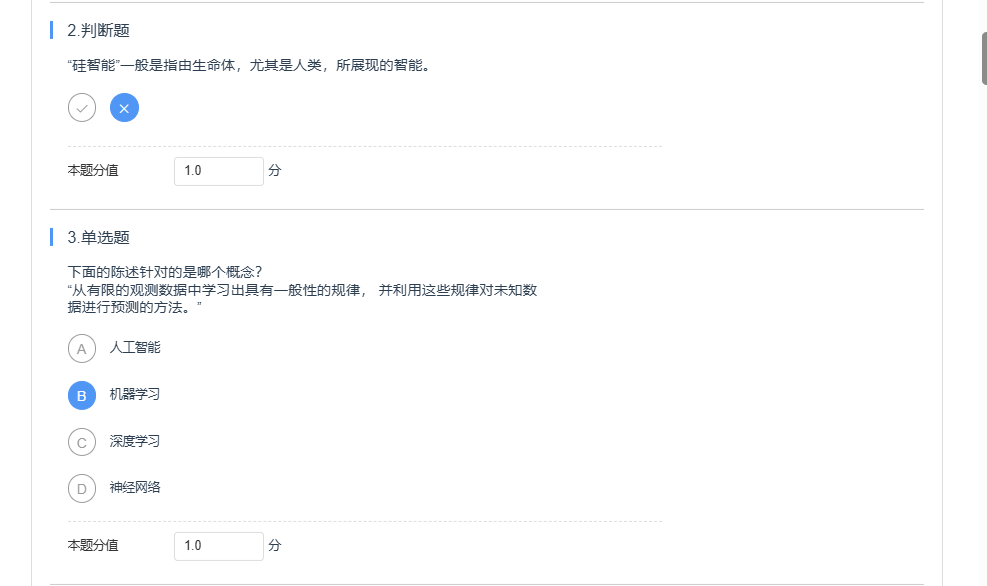 2.判断题
“硅智能”一般是指由生命体，尤其是人类，所展现的智能。
本题分值 1.0 分
3.单选题
下面的陈述针对的是哪个概念？
“从有限的观测数据中学习出具有一般性的规律， 并利用这些规律对未知数
据进行预测的方法。”
A 人工智能
B 机器学习
C 深度学习
D 神经网络
本题分值 1.0 分